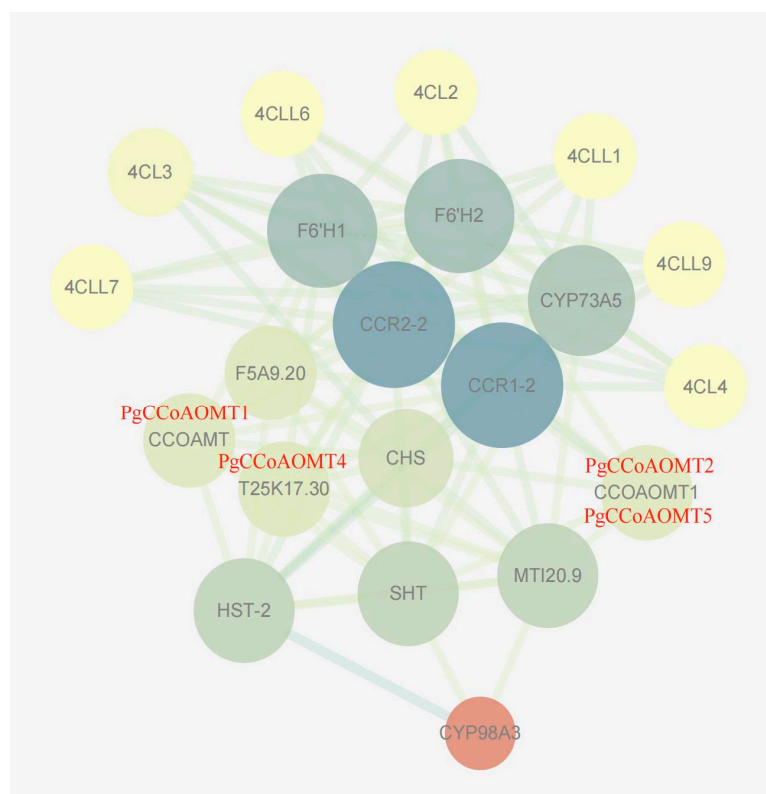 4CL2
4CLL6
4CLL1
4CL3
F6'H2
F6'H1
4CLL9
4CLL7
CYP73A5
CCR2-2
F5A9.20
CCR1-2
4CL4
PgCCoAOMT1
CCOAMT
CHS
PgCCoAOMT4
T25K17.30
PgCCoAOMT2
CCOAOMT1
PgCCoAOMT5
MTI20.9
SHT
HST-2
CYP98A3